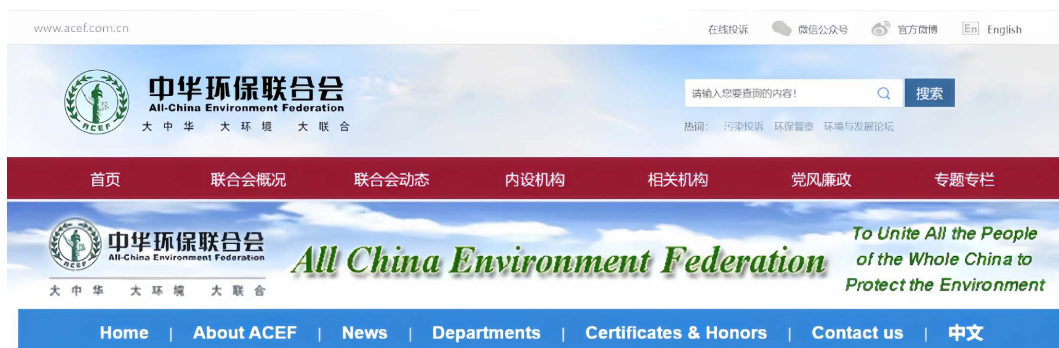 www.acef.com.cn 在线投诉 微信公众号 官方微博 En English
中华环保联合会
All-China Environment Federation
大中华 大环境 大联合
ACEF
请输入您要查询的内容! 搜索
热词: 污染投诉 环保督察 环境与发展论坛
首页 联合会概况 联合会动态 内设机构 相关机构 党风廉政 专题专栏
中华环保联合会
All-China Environment Federation
大中华 大环境 大联合
All China Environment Federation
To Unite All the People
of the Whole China to
Protect the Environment
Home | About ACEF | News | Departments | Certificates & Honors | Contact us | 中文